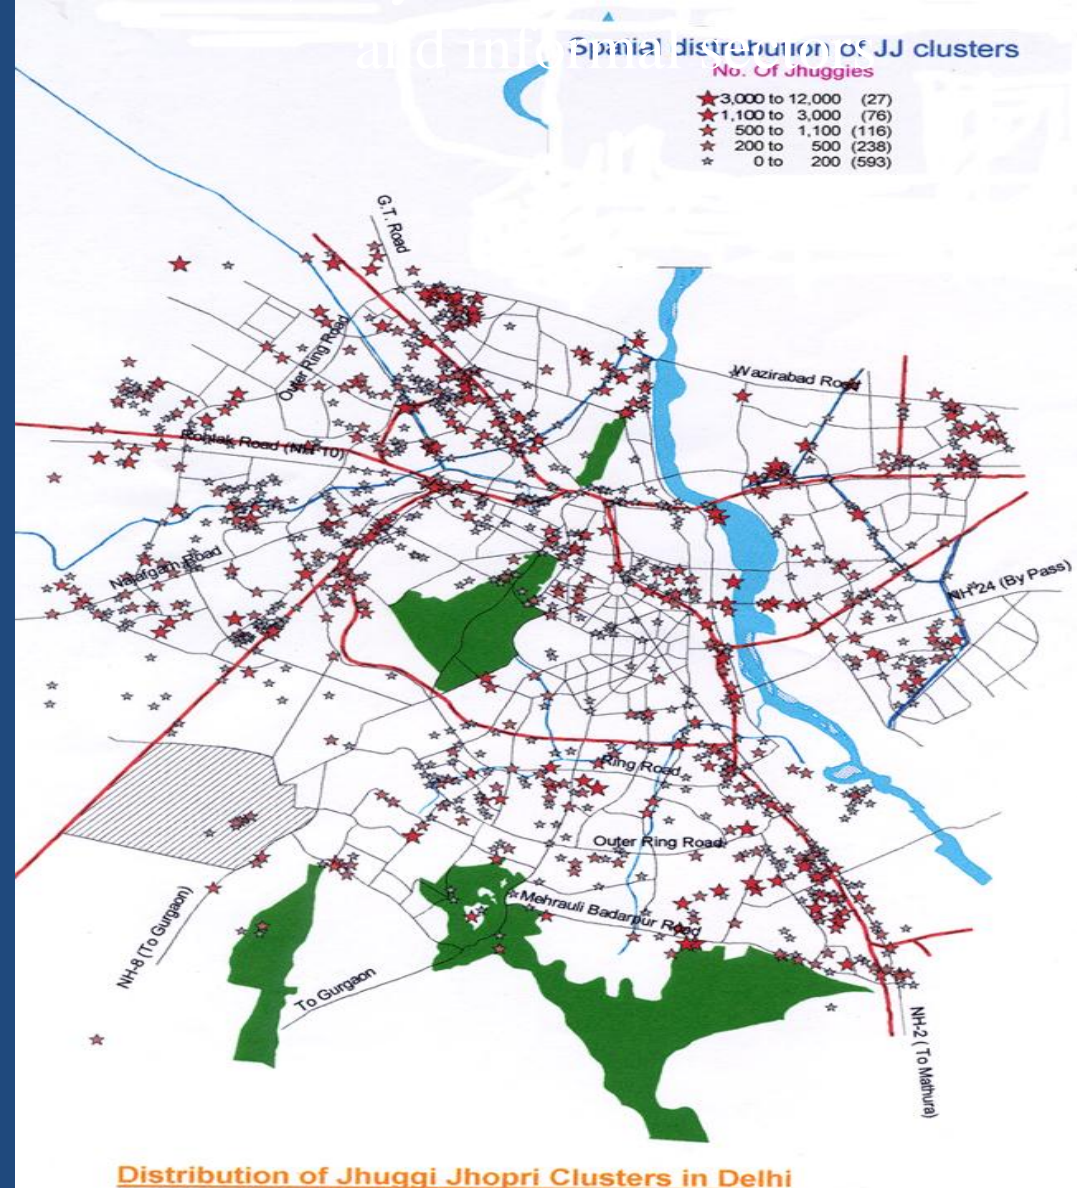 and informal sectors
Spatial distribution of JJ clusters
No. Of Jhuggies
3,000 to 12,000 (27)
1,100 to 3,000 (76)
500 to 1,100 (116)
200 to 500 (238)
0 to 200 (593)
G.T. Road
Outer Ring Road
Wazirabad Road
Rohtak Road (NH-10)
Najafgarh Road
NH-24 (By Pass)
Ring Road
Outer Ring Road
Mehrauli Badarpur Road
NH-8 (To Gurgaon)
To Gurgaon
NH-2 ( To Mathura)
Distribution of Jhuggi Jhopri Clusters in Delhi